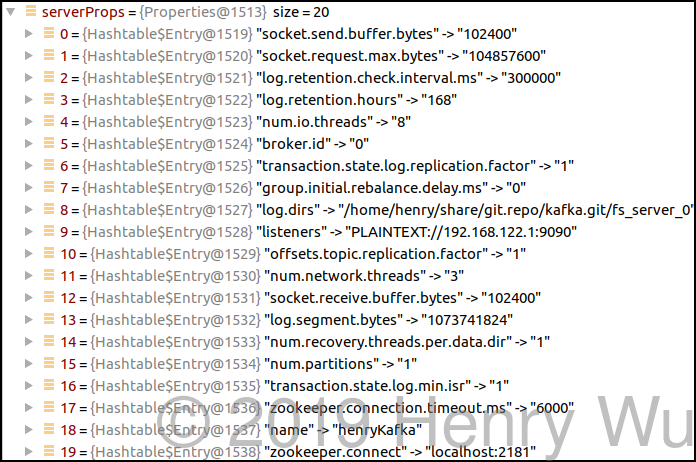 serverProps = {Properties@1513} size = 20
0 = {Hashtable$Entry@1519} "socket.send.buffer.bytes" -> "102400"
1 = {Hashtable$Entry@1520} "socket.request.max.bytes" -> "104857600"
2 = {Hashtable$Entry@1521} "log.retention.check.interval.ms" -> "300000"
3 = {Hashtable$Entry@1522} "log.retention.hours" -> "168"
4 = {Hashtable$Entry@1523} "num.io.threads" -> "8"
5 = {Hashtable$Entry@1524} "broker.id" -> "0"
6 = {Hashtable$Entry@1525} "transaction.state.log.replication.factor" -> "1"
7 = {Hashtable$Entry@1526} "group.initial.rebalance.delay.ms" -> "0"
8 = {Hashtable$Entry@1527} "log.dirs" -> "/home/henry/share/git.repo/kafka.git/fs_server_0"
9 = {Hashtable$Entry@1528} "listeners" -> "PLAINTEXT://192.168.122.1:9090"
10 = {Hashtable$Entry@1529} "offsets.topic.replication.factor" -> "1"
11 = {Hashtable$Entry@1530} "num.network.threads" -> "3"
12 = {Hashtable$Entry@1531} "socket.receive.buffer.bytes" -> "102400"
13 = {Hashtable$Entry@1532} "log.segment.bytes" -> "1073741824"
14 = {Hashtable$Entry@1533} "num.recovery.threads.per.data.dir" -> "1"
15 = {Hashtable$Entry@1534} "num.partitions" -> "1"
16 = {Hashtable$Entry@1535} "transaction.state.log.min.isr" -> "1"
17 = {Hashtable$Entry@1536} "zookeeper.connection.timeout.ms" -> "6000"
18 = {Hashtable$Entry@1537} "name" -> "henryKafka"
19 = {Hashtable$Entry@1538} "zookeeper.connect" -> "localhost:2181"
© 2019 Henry Wu